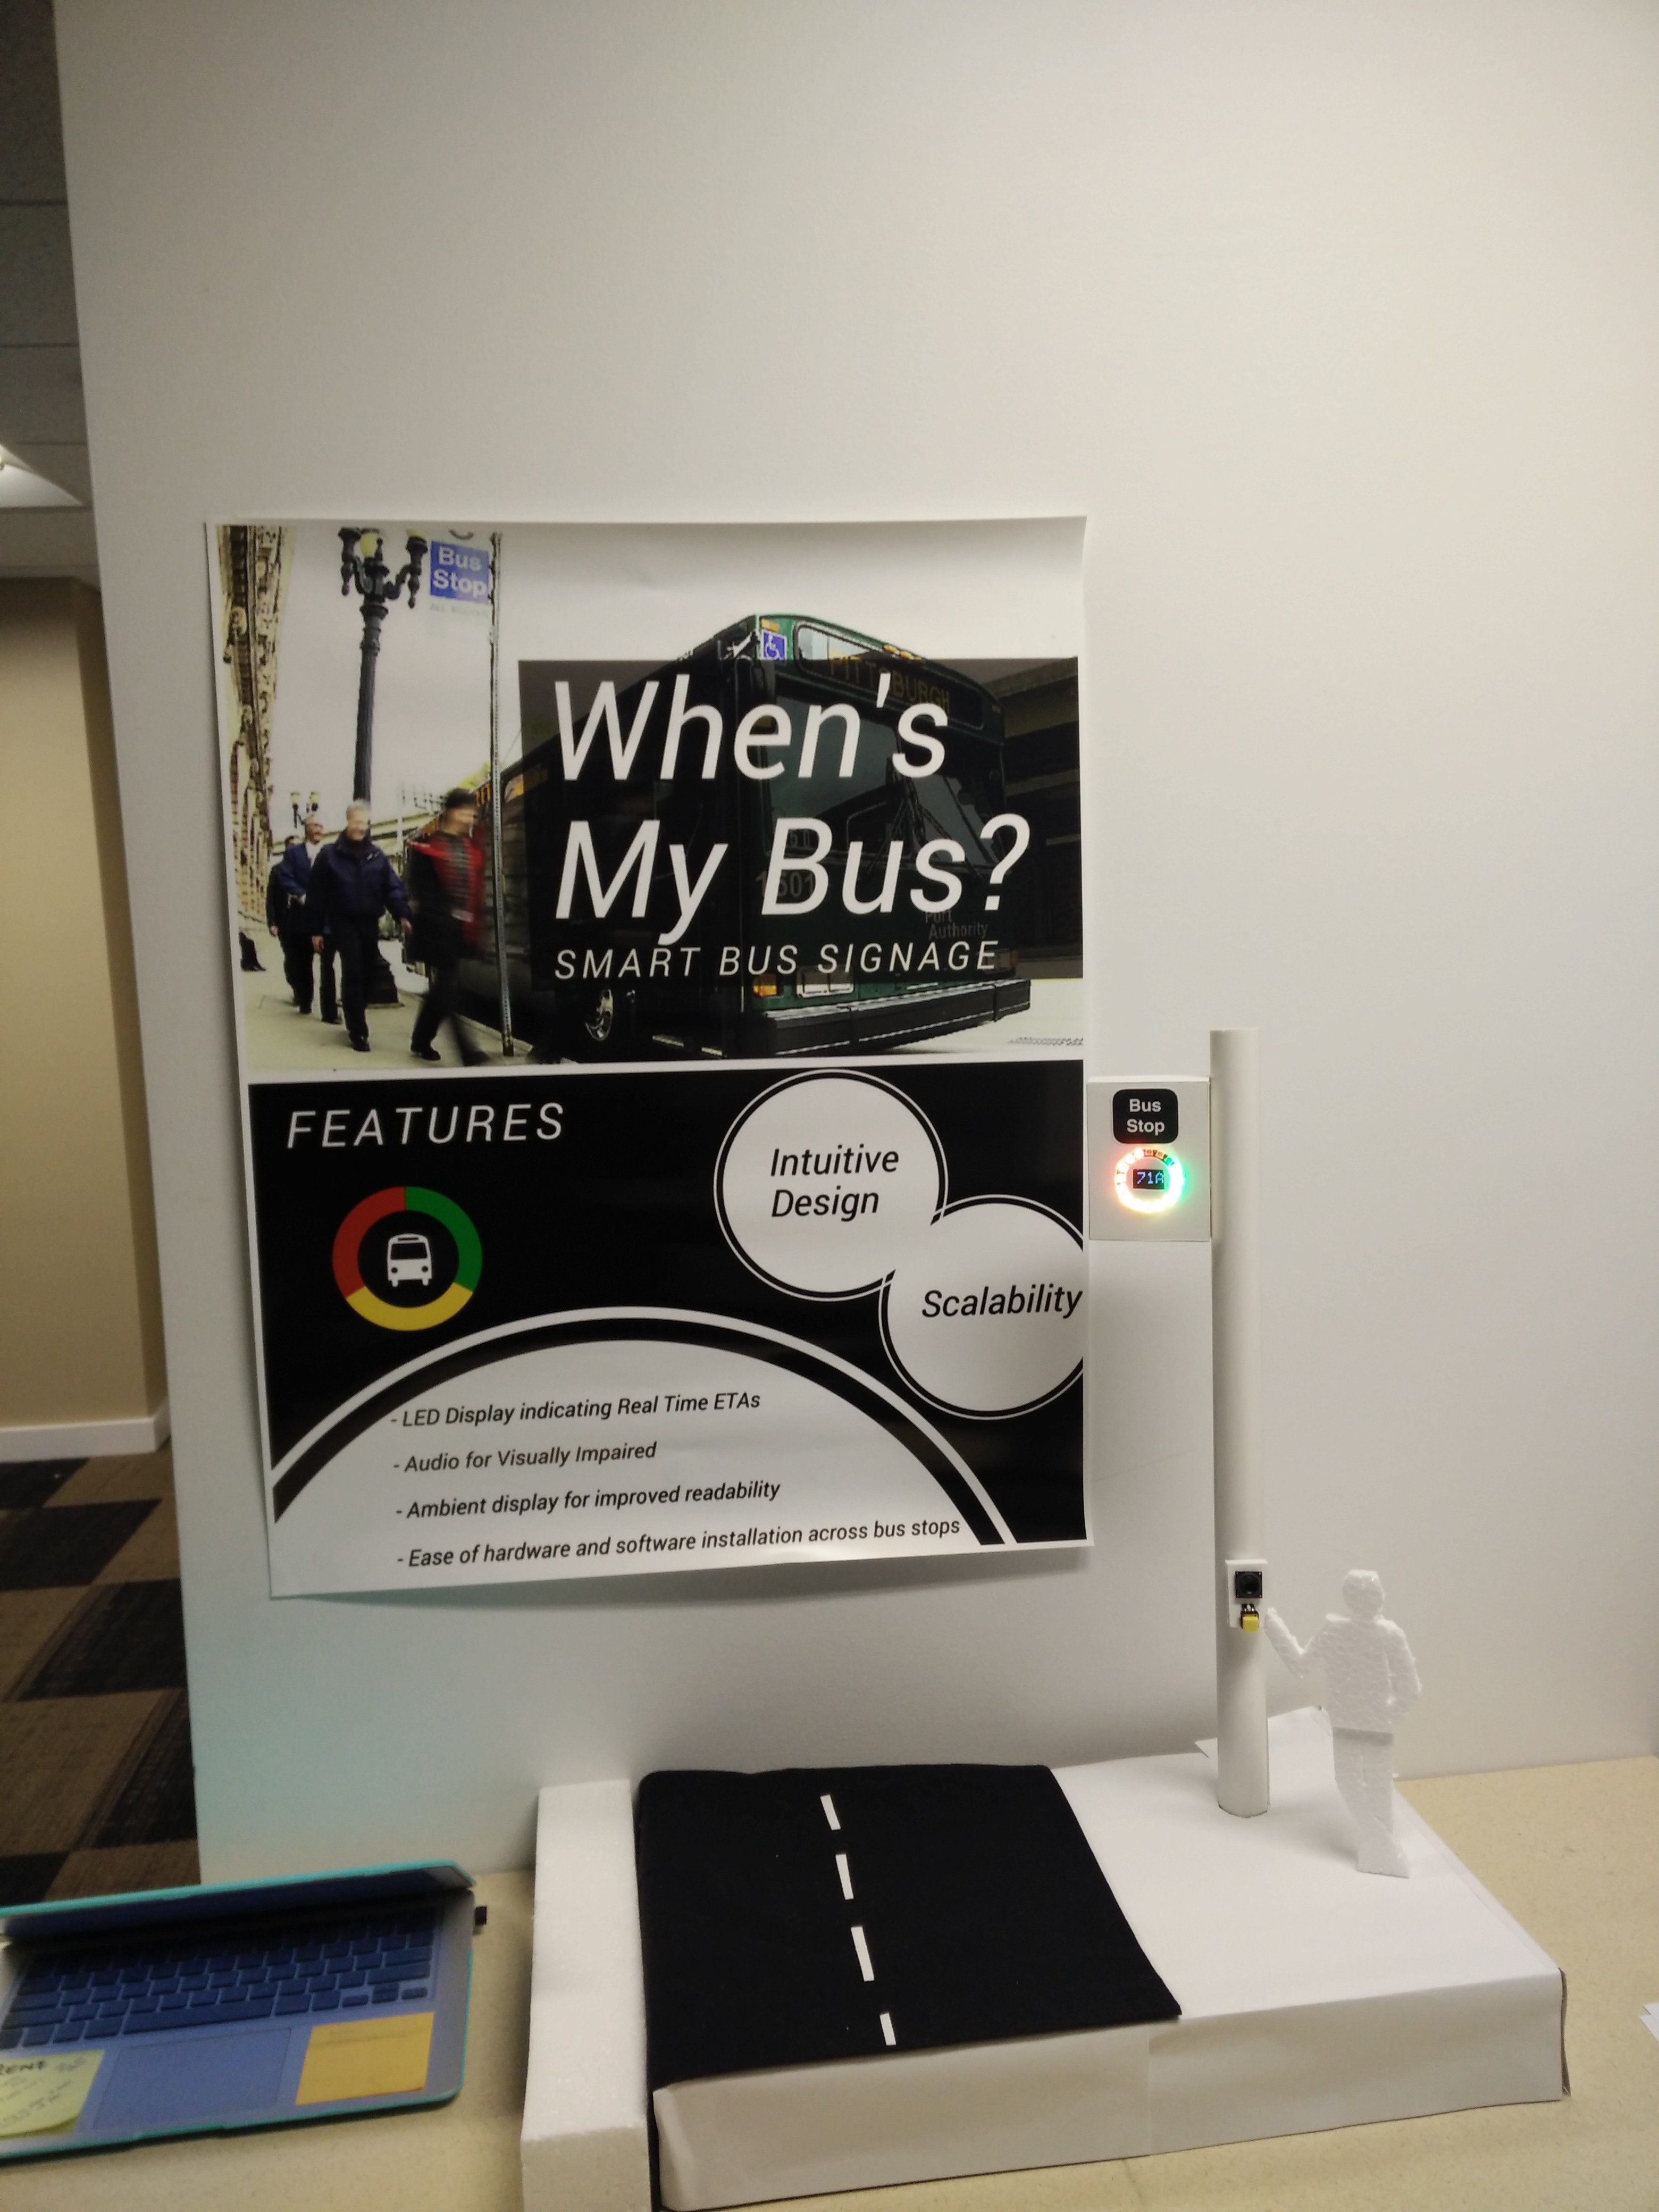 Bus
Stop
PITTSBURGH
When's
My Bus?
1501
Port
Authority
SMART BUS SIGNAGE
FEATURES
Intuitive
Design
Scalability
- LED Display indicating Real Time ETAs
- Audio for Visually Impaired
- Ambient display for improved readability
- Ease of hardware and software installation across bus stops
Bus
Stop
71A